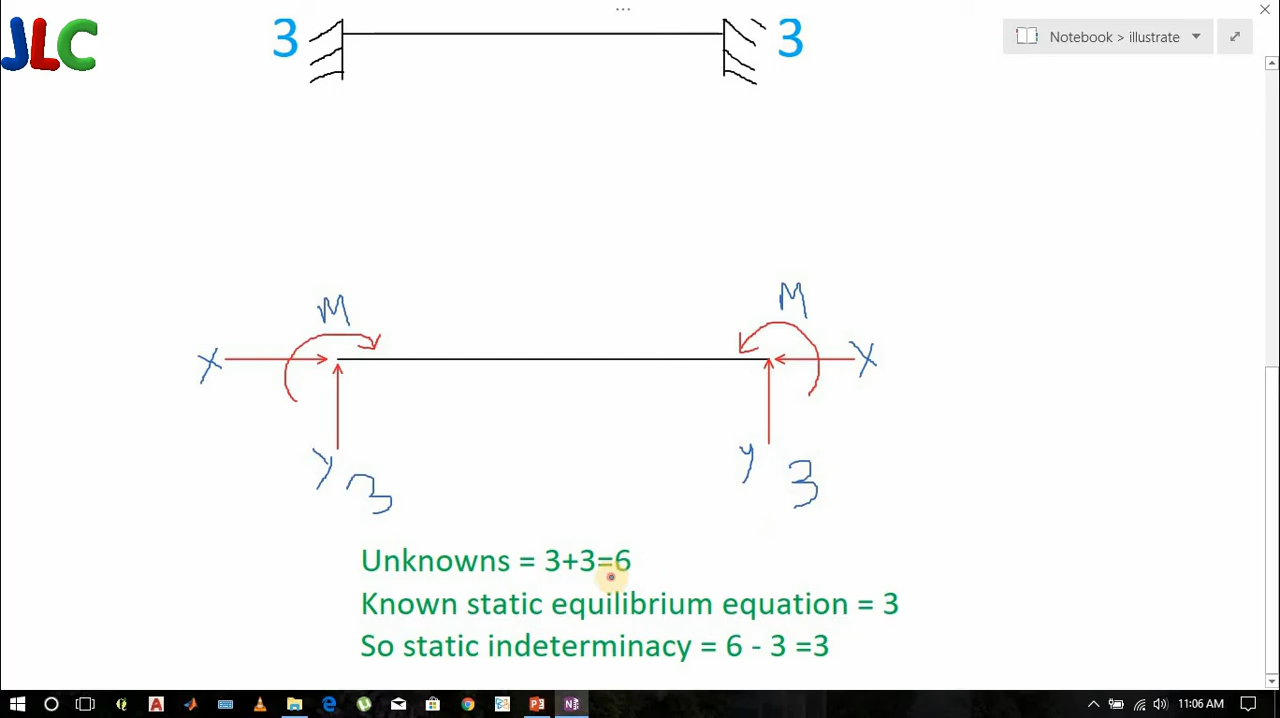 JLC
3 3
Notebook > illustrate
M M
X X
Y 3 y 3
Unknowns = 3+3=6
Known static equilibrium equation = 3
So static indeterminacy = 6 - 3 =3
11:06 AM